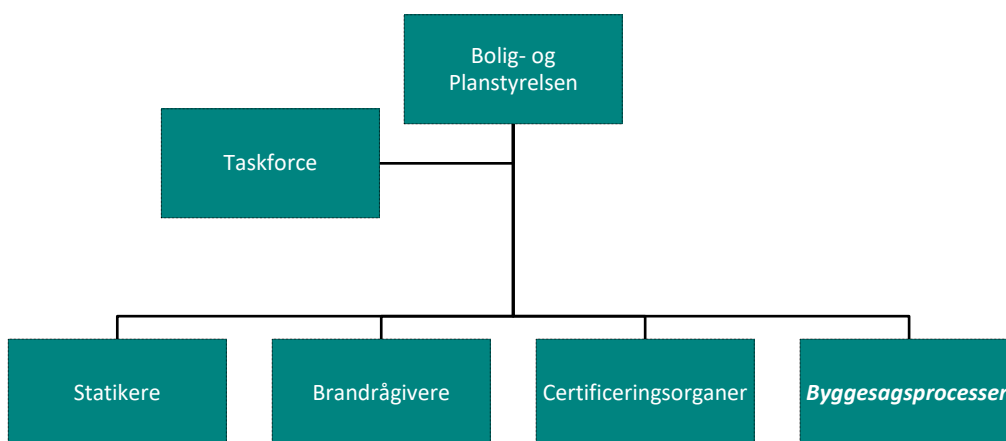 Bolig- og
Planstyrelsen
Taskforce
Statikere
Brandrågivere
Certificeringsorganer
Byggesagsprocesser